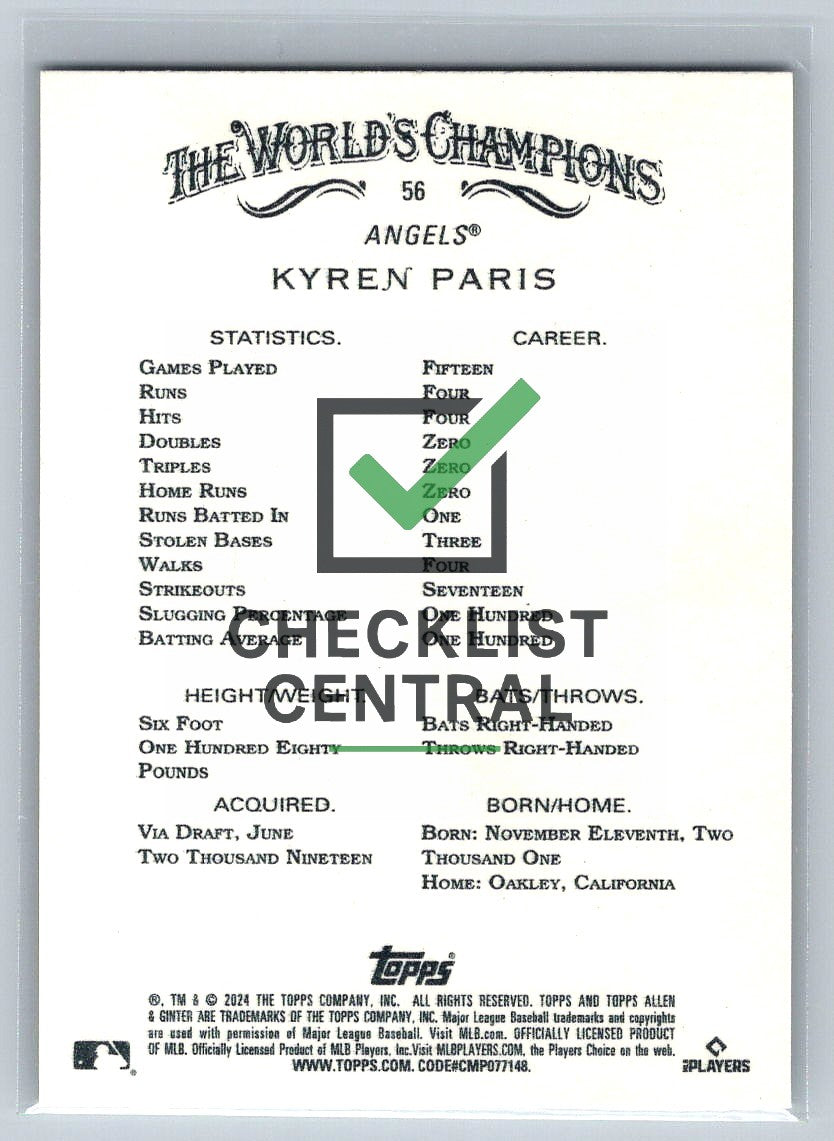 THE WORLD'S CHAMPIONS
56
ANGELS®
KYREN PARIS
STATISTICS. CAREER.
GAMES PLAYED FIFTEEN
RUNS FOUR
HITS FOUR
DOUBLES ZERO
TRIPLES ZERO
HOME RUNS ZERO
RUNS BATTED IN ONE
STOLEN BASES THREE
WALKS FOUR
STRIKEOUTS SEVENTEEN
SLUGGING PERCENTAGE ONE HUNDRED
BATTING AVERAGE ONE HUNDRED
CHECKLIST
CENTRAL
HEIGHT/WEIGHT. BATS/THROWS.
SIX FOOT BATS RIGHT-HANDED
ONE HUNDRED EIGHTY THROWS RIGHT-HANDED
POUNDS
ACQUIRED. BORN/HOME.
VIA DRAFT, JUNE BORN: NOVEMBER ELEVENTH, TWO
TWO THOUSAND NINETEEN THOUSAND ONE
HOME: OAKLEY, CALIFORNIA
Topps®
®, TM & © 2024 THE TOPPS COMPANY, INC. ALL RIGHTS RESERVED. TOPPS AND TOPPS ALLEN
& GINTER ARE TRADEMARKS OF THE TOPPS COMPANY, INC. Major League Baseball trademarks and copyrights
are used with permission of Major League Baseball. Visit MLB.com. OFFICIALLY LICENSED PRODUCT
OF MLB. Officially Licensed Product of MLB Players, Inc.Visit MLBPLAYERS.COM, the Players Choice on the web.
WWW.TOPPS.COM. CODE#CMP077148.
MLBPLAYERS